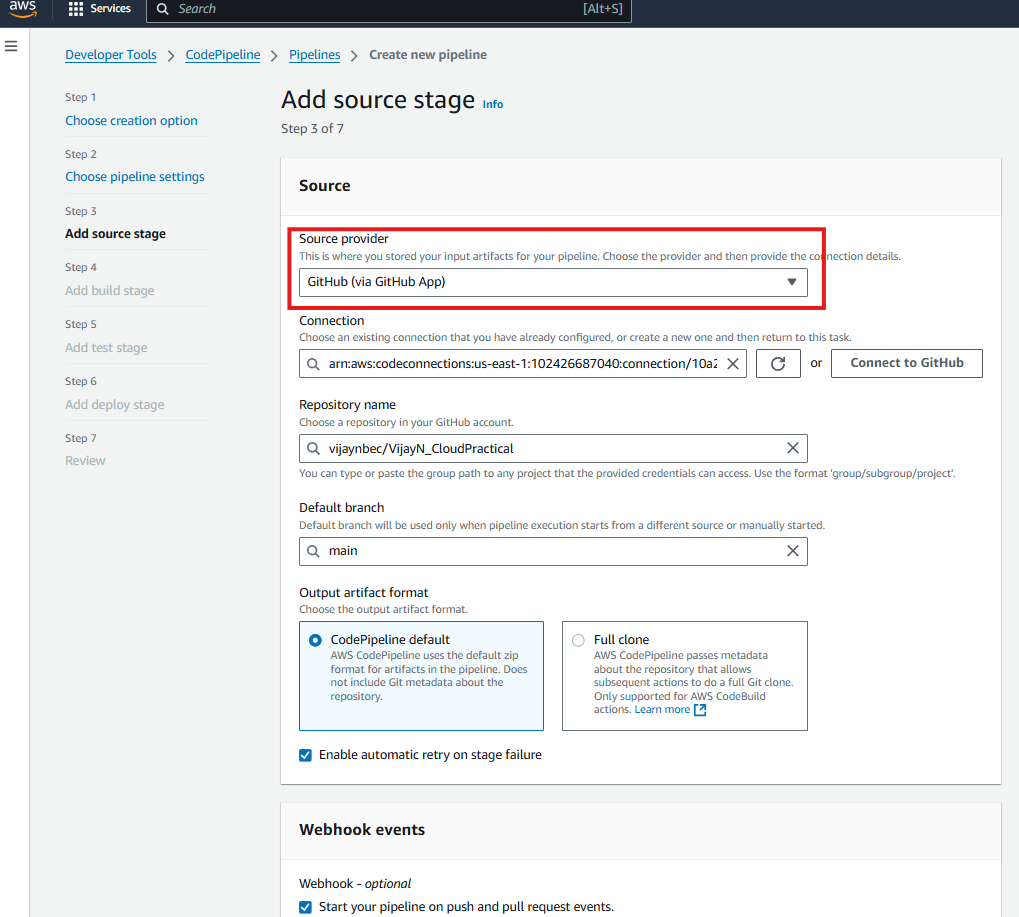 aws
Services
Search
[Alt+S]
Developer Tools > CodePipeline > Pipelines > Create new pipeline
Step 1
Choose creation option
Step 2
Choose pipeline settings
Step 3
Add source stage
Step 4
Add build stage
Step 5
Add test stage
Step 6
Add deploy stage
Step 7
Review
Add source stage Info
Step 3 of 7
Source
Source provider
This is where you stored your input artifacts for your pipeline. Choose the provider and then provide the connection details.
GitHub (via GitHub App)
Connection
Choose an existing connection that you have already configured, or create a new one and then return to this task.
arn:aws:codeconnections:us-east-1:102426687040:connection/10a2
or
Connect to GitHub
Repository name
Choose a repository in your GitHub account.
vijaynbec/VijayN_CloudPractical
You can type or paste the group path to any project that the provided credentials can access. Use the format 'group/subgroup/project'.
Default branch
Default branch will be used only when pipeline execution starts from a different source or manually started.
main
Output artifact format
Choose the output artifact format.
CodePipeline default
AWS CodePipeline uses the default zip
format for artifacts in the pipeline. Does
not include Git metadata about the
repository.
Full clone
AWS CodePipeline passes metadata
about the repository that allows
subsequent actions to do a full Git clone.
Only supported for AWS CodeBuild
actions. Learn more
Enable automatic retry on stage failure
Webhook events
Webhook - optional
Start your pipeline on push and pull request events.